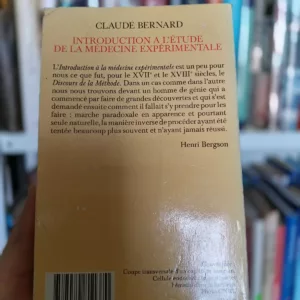 CLAUDE BERNARD
INTRODUCTION A L'ÉTUDE
DE LA MÉDECINE EXPÉRIMENTALE
L'Introduction à la médecine expérimentale est un peu pour
nous ce que fut, pour le XVIIe et le XVIIIe siècles, le
Discours de la Méthode. Dans un cas comme dans l'autre
nous nous trouvons devant un homme de génie qui a
commencé par faire de grandes découvertes et qui s'est
demandé ensuite comment il fallait s'y prendre pour les
faire : marche paradoxale en apparence et pourtant
seule naturelle, la manière inverse de procéder ayant été
tentée beaucoup plus souvent et n'ayant jamais réussi.
Henri Bergson
Coupe transversale
Cellule